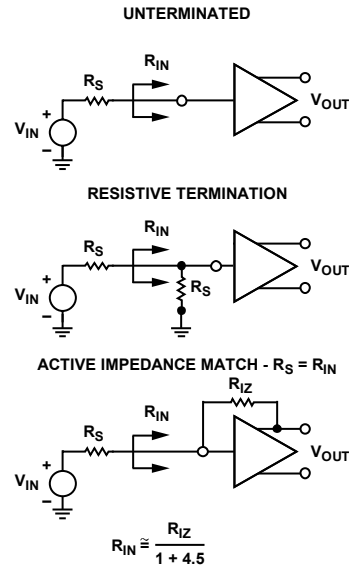 UNTERMINATED
RIN
RS
+
VIN
–
VOUT
RESISTIVE TERMINATION
RIN
RS
+
VIN
–
RS
VOUT
ACTIVE IMPEDANCE MATCH - RS = RIN
RIZ
RIN
RS
+
VIN
–
VOUT
RIN ≅ RIZ
1 + 4.5